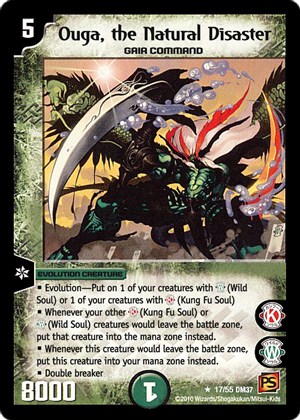 5 Ouga, the Natural Disaster
GAIA COMMAND
EVOLUTION CREATURE
■ Evolution—Put on 1 of your creatures with (Wild
Soul) or 1 of your creatures with (Kung Fu Soul)
■ Whenever your other (Kung Fu Soul) or
(Wild Soul) creatures would leave the battle zone,
put that creature into the mana zone instead.
■ Whenever this creature would leave the battle zone,
put this creature into your mana zone instead.
■ Double breaker
K
W
PS
8000
1
★ 17/55 DM37
©2010 Wizards/Shogakukan/Mitsui-Kids